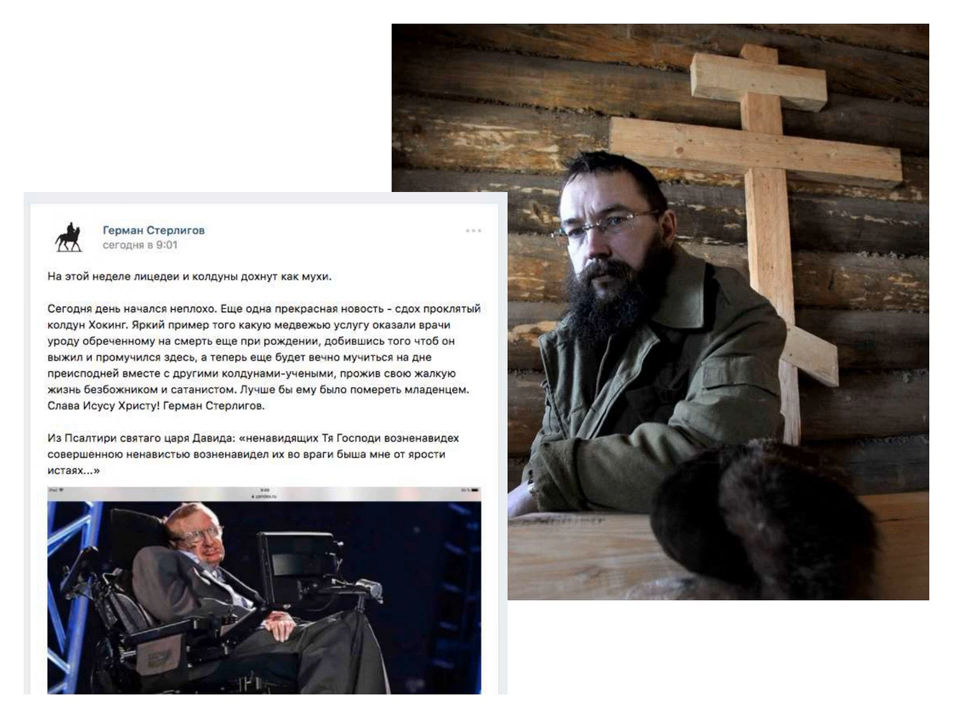 Герман Стерлигов
сегодня в 9:01
На этой неделе лицедеи и колдуны дохнут как мухи.
Сегодня день начался неплохо. Еще одна прекрасная новость - сдох проклятый
колдун Хокинг. Яркий пример того какую медвежью услугу оказали врачи
уроду обреченному на смерть еще при рождении, добившись того чтоб он
выжил и промучился здесь, а теперь еще будет вечно мучиться на дне
преисподней вместе с другими колдунами-учеными, прожив свою жалкую
жизнь безбожником и сатанистом. Лучше бы ему было помереть младенцем.
Слава Исусу Христу! Герман Стерлигов.
Из Псалтири святаго царя Давида: «ненавидящих Тя Господи возненавидех
совершенною ненавистью возненавидел их во враги быша мне от ярости
истаях...»